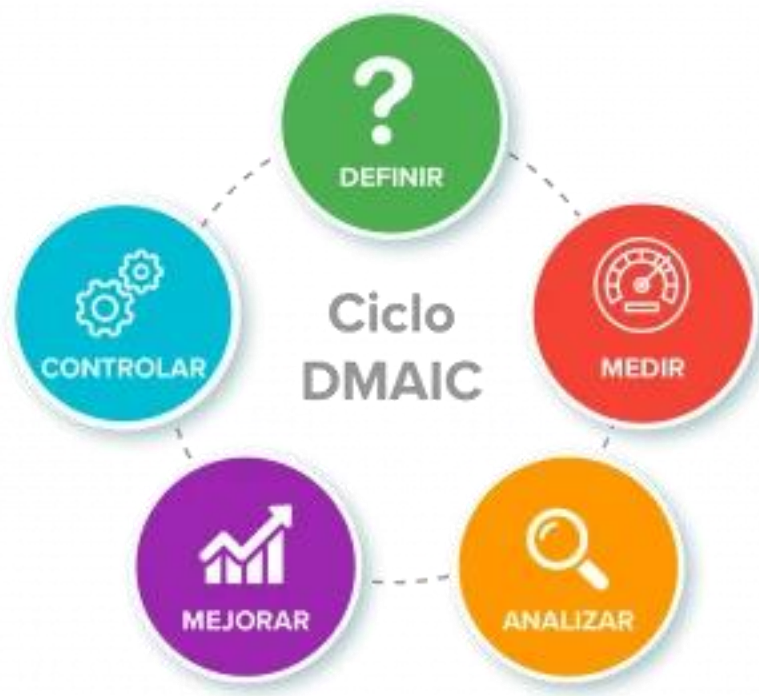 ?
DEFINIR
MEDIR
ANALIZAR
MEJORAR
CONTROLAR
Ciclo
DMAIC